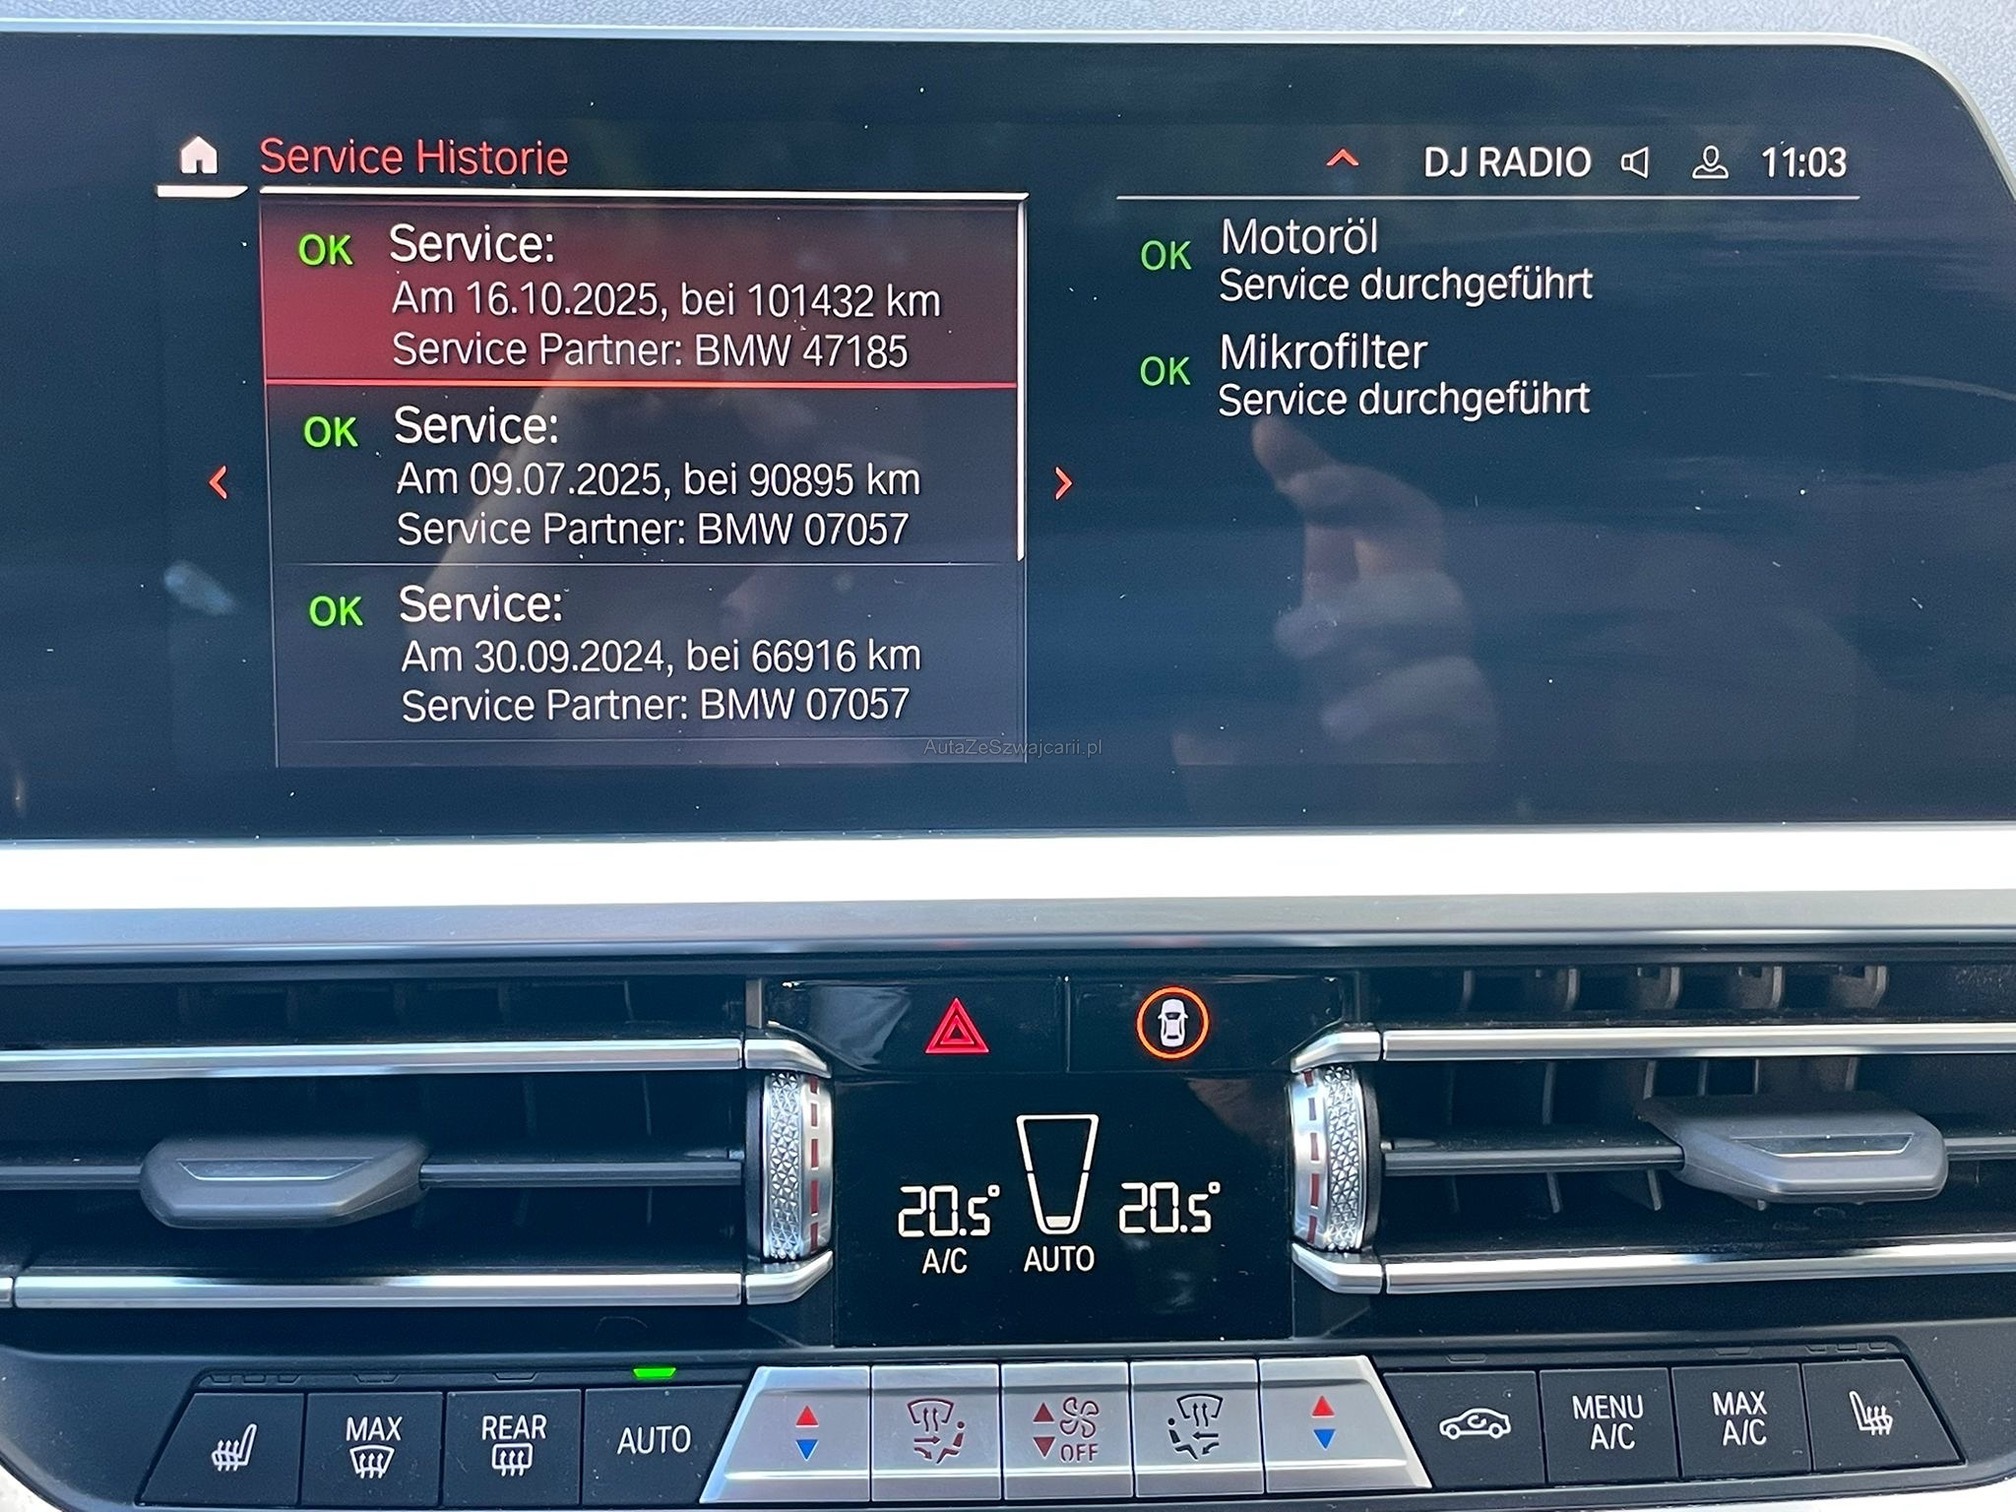 Service Historie
DJ RADIO 11:03
OK Service:
Am 16.10.2025, bei 101432 km
Service Partner: BMW 47185
OK Service:
Am 09.07.2025, bei 90895 km
Service Partner: BMW 07057
OK Service:
Am 30.09.2024, bei 66916 km
Service Partner: BMW 07057
OK Motoröl
Service durchgeführt
OK Mikrofilter
Service durchgeführt
AutaZeSzwajcarii.pl
20.5° 20.5°
A/C AUTO
MAX
REAR
AUTO
OFF
MENU
A/C
MAX
A/C